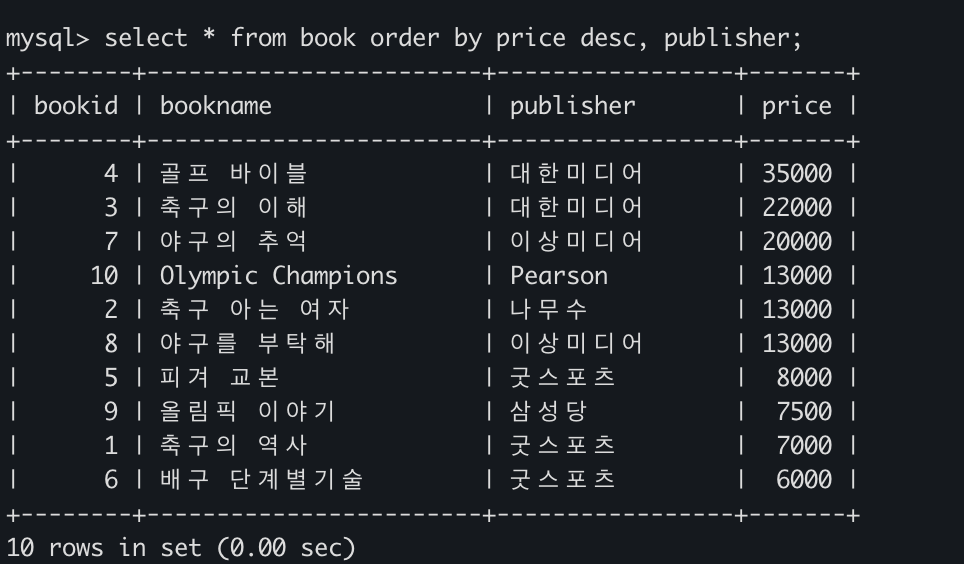 mysql> select * from book order by price desc, publisher;
+--------+------------------------+-----------------+-------+
| bookid | bookname               | publisher       | price |
+--------+------------------------+-----------------+-------+
|      4 | 골프 바이블            | 대한미디어      | 35000 |
|      3 | 축구의 이해            | 대한미디어      | 22000 |
|      7 | 야구의 추억            | 이상미디어      | 20000 |
|     10 | Olympic Champions      | Pearson         | 13000 |
|      2 | 축구 아는 여자         | 나무수          | 13000 |
|      8 | 야구를 부탁해          | 이상미디어      | 13000 |
|      5 | 피겨 교본              | 굿스포츠        |  8000 |
|      9 | 올림픽 이야기          | 삼성당          |  7500 |
|      1 | 축구의 역사            | 굿스포츠        |  7000 |
|      6 | 배구 단계별기술        | 굿스포츠        |  6000 |
+--------+------------------------+-----------------+-------+
10 rows in set (0.00 sec)